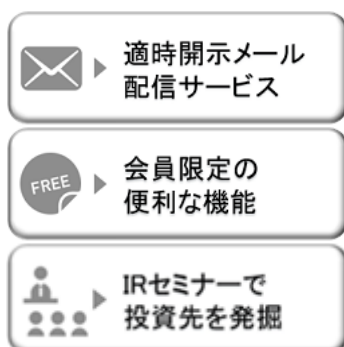 適時開示メール
配信サービス
FREE
会員限定の
便利な機能
IRセミナーで
投資先を発掘